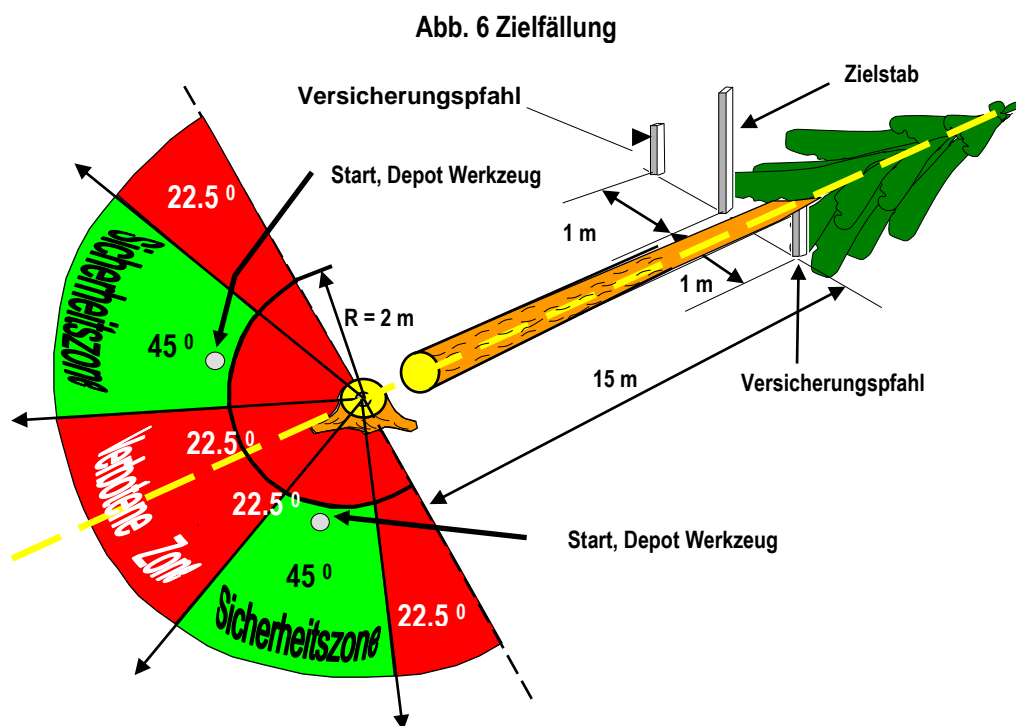 Abb. 6 Zielfällung
Zielstab
Versicherungspfahl
Start, Depot Werkzeug
22.5 ⁰
1 m
Sicherheitszone
45 ⁰
R = 2 m
1 m
15 m
Versicherungspfahl
22.5 ⁰
Verbotene Zone
22.5 ⁰
Start, Depot Werkzeug
45 ⁰
Sicherheitszone
22.5 ⁰